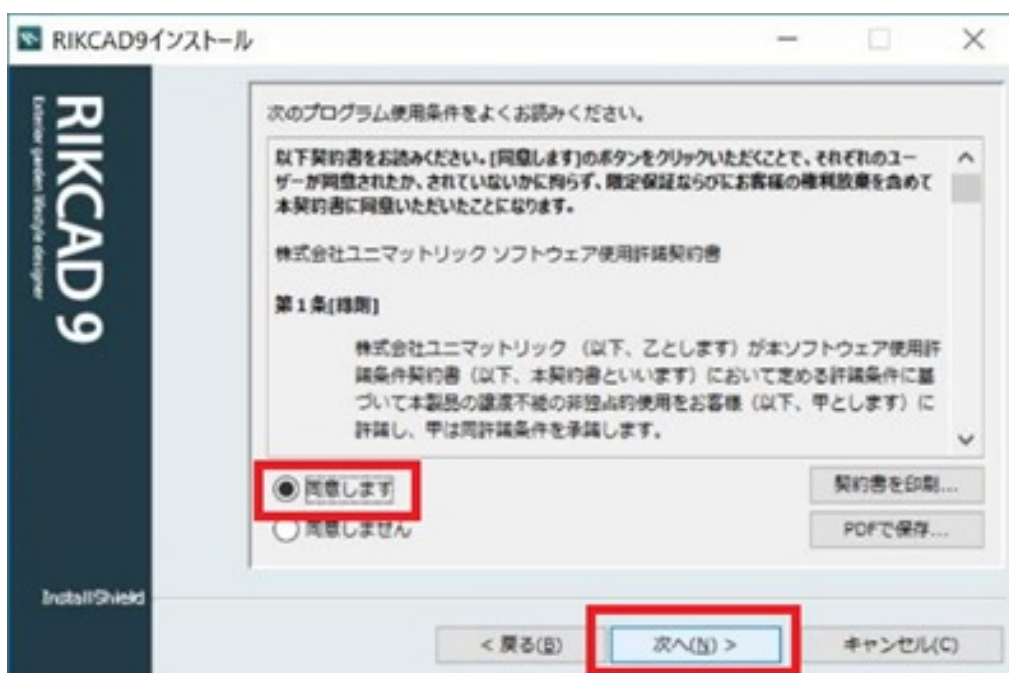 RIKCAD9インストール
RIKCAD 9
Exterior garden lifestyle designer
次のプログラム使用条件をよくお読みください。
以下契約書をお読みください。[同意します]のボタンをクリックいただくことで、それぞれのユー
ザーが同意されたか、されていないかに拘らず、限定保証ならびにお客様の権利放棄を含めて
本契約書に同意いただいたことになります。
株式会社ユニマットリック ソフトウェア使用許諾契約書
第1条[総則]
株式会社ユニマットリック （以下、乙とします）が本ソフトウェア使用許
諾条件契約書（以下、本契約書といいます）において定める許諾条件に基
づいて本製品の譲渡不能の非独占的使用をお客様（以下、甲とします）に
許諾し、甲は同許諾条件を承諾します。
同意します
契約書を印刷...
同意しません
PDFで保存...
InstallShield
< 戻る(B)
次へ(N) >
キャンセル(C)